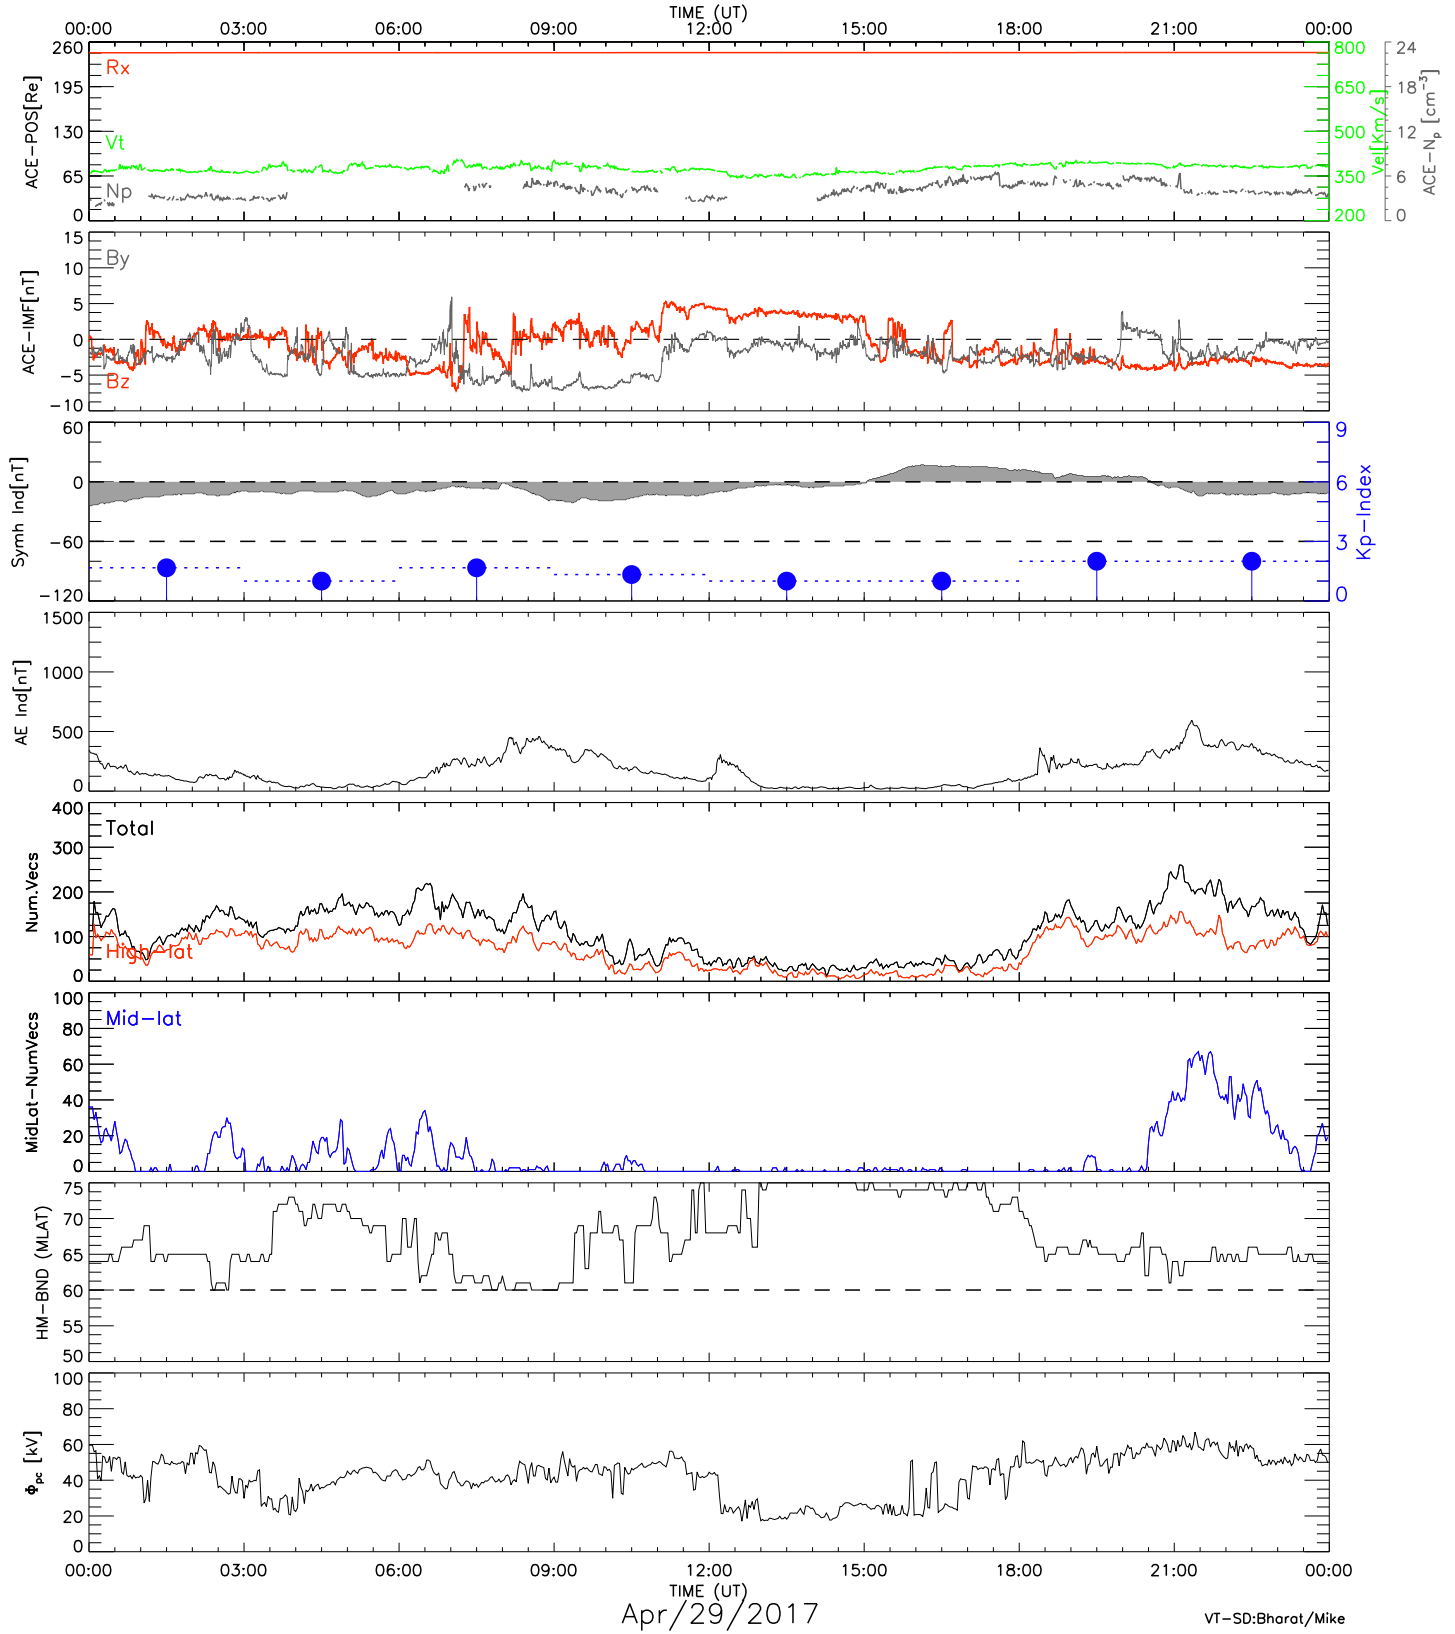 TIME (UT)
00:00 03:00 06:00 09:00 12:00 15:00 18:00 21:00 00:00
ACE-POS[Re]
260
195
130
65
0
Rx
Vt
Np
800
650
500
350
200
Vel[Km/s]
24
18
12
6
0
ACE-Np [cm⁻³]
ACE-IMF[nT]
15
10
5
0
-5
-10
By
Bz
Symh Ind[nT]
60
0
-60
-120
9
6
3
0
Kp-Index
AE Ind[nT]
1500
1000
500
0
Num.Vecs
400
300
200
100
0
Total
High-lat
MidLat-NumVecs
100
80
60
40
20
0
Mid-lat
HM-BND (MLAT)
75
70
65
60
55
50
Φpc [kV]
100
80
60
40
20
0
00:00 03:00 06:00 09:00 12:00 15:00 18:00 21:00 00:00
TIME (UT)
Apr/29/2017
VT-SD:Bharat/Mike